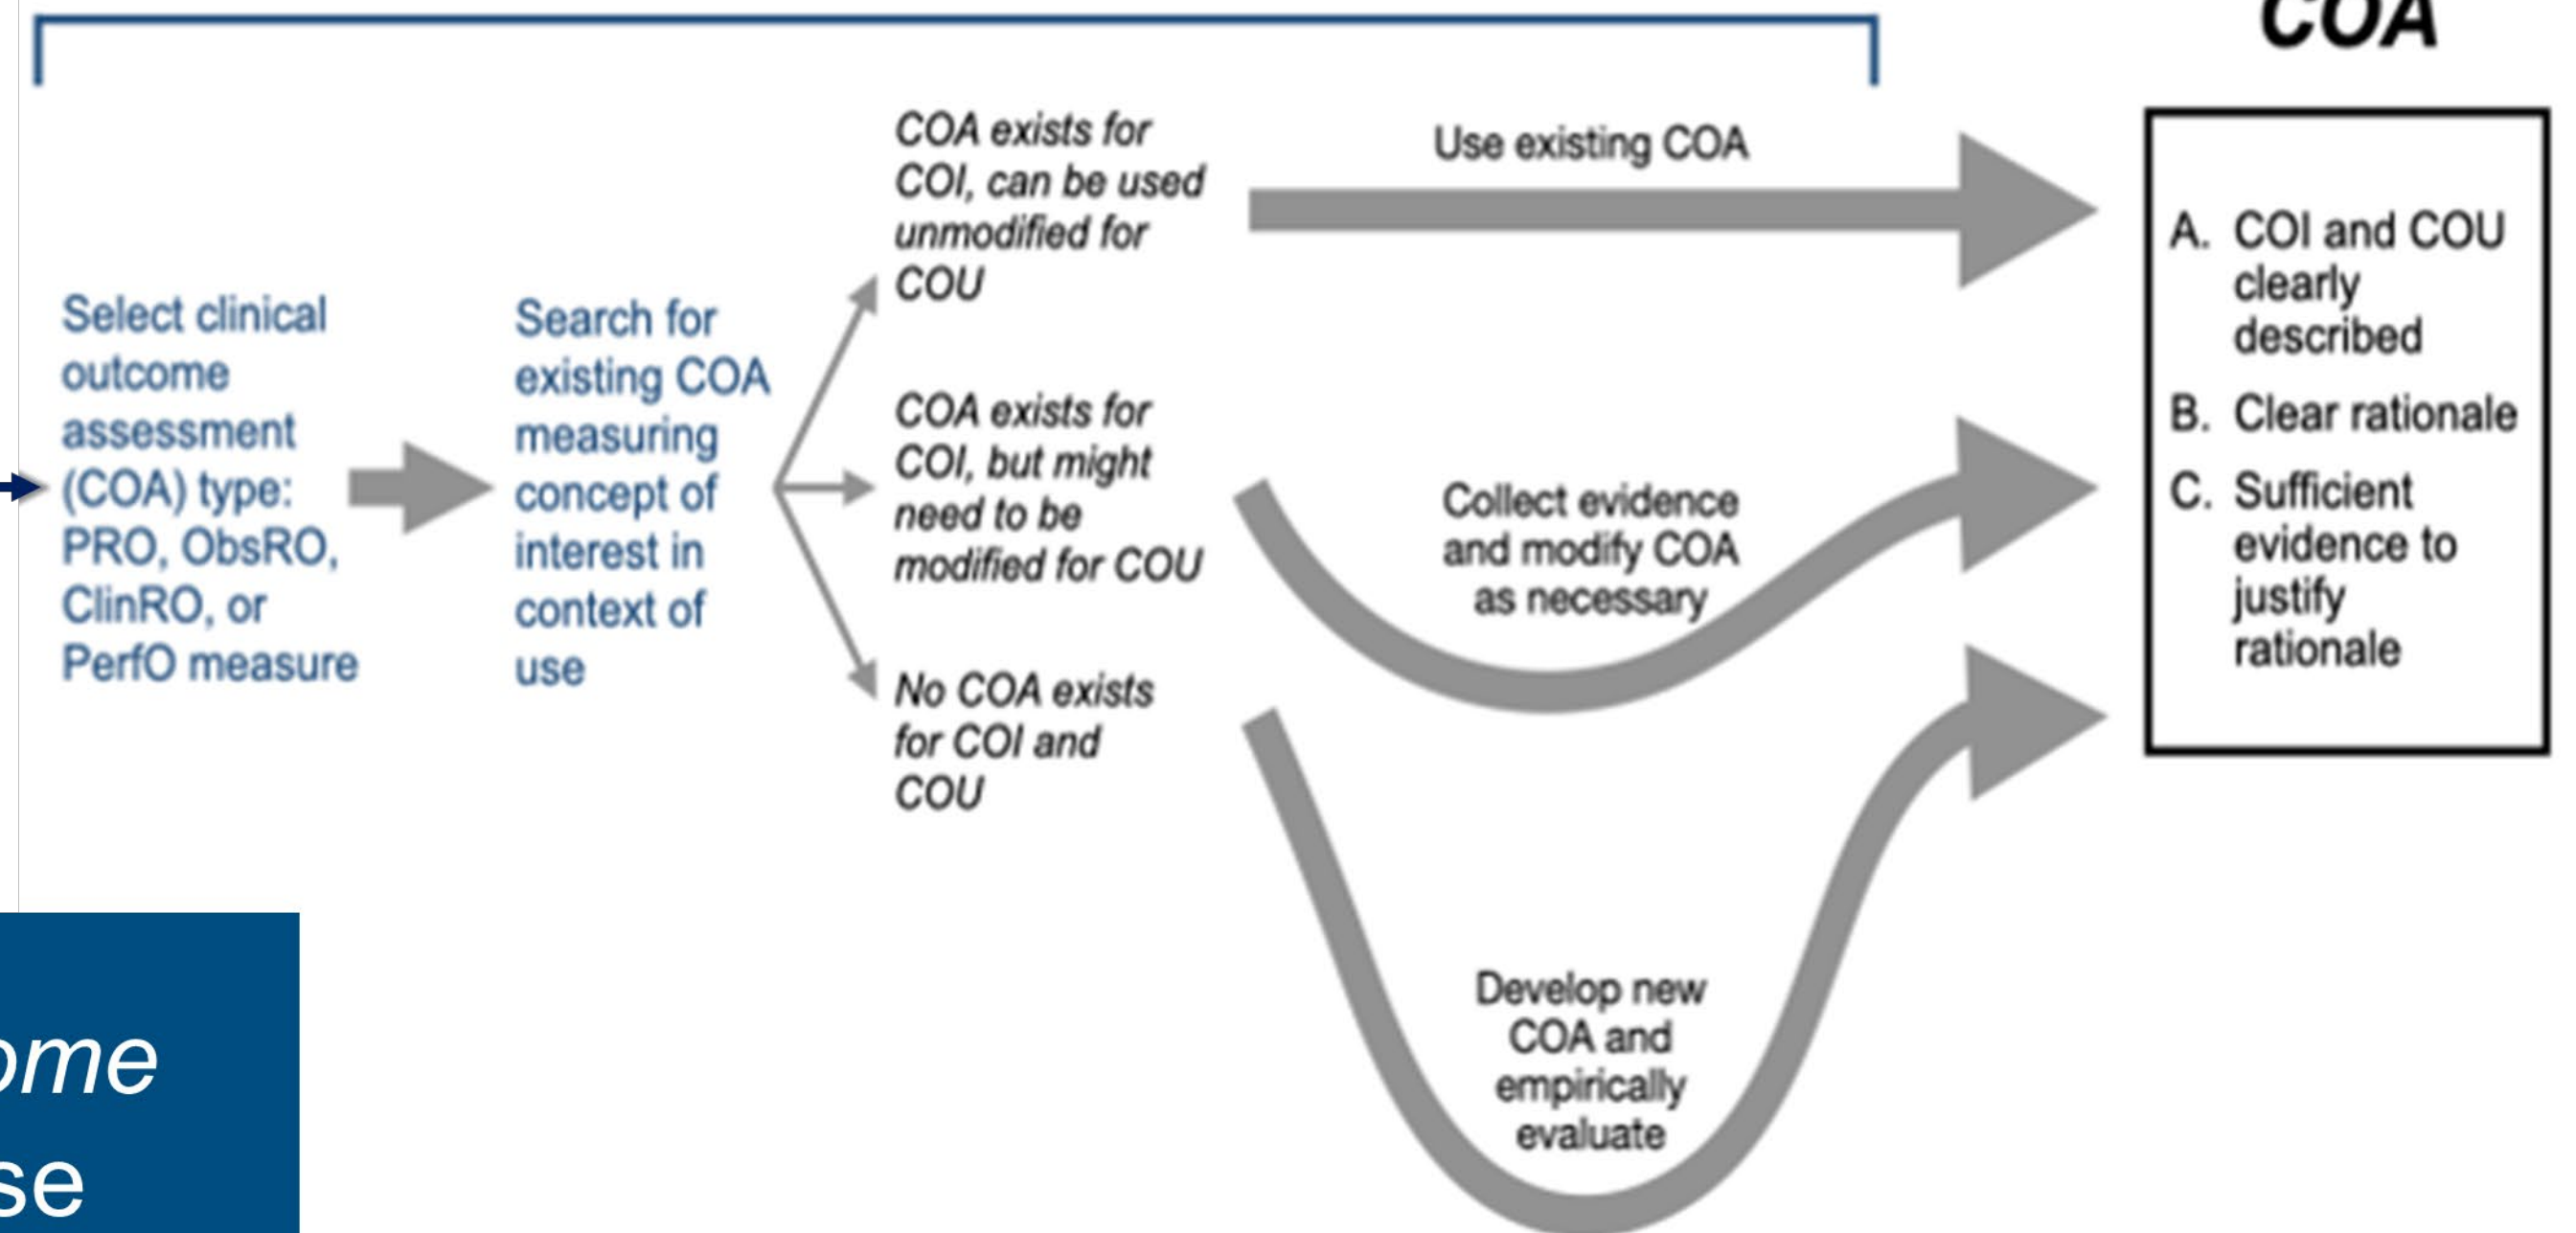 COA
Select clinical
outcome
assessment
(COA) type:
PRO, ObsRO,
ClinRO, or
PerfO measure
Search for
existing COA
measuring
concept of
interest in
context of
use
COA exists for
COI, can be used
unmodified for
COU
COA exists for
COI, but might
need to be
modified for COU
No COA exists
for COI and
COU
Use existing COA
Collect evidence
and modify COA
as necessary
Develop new
COA and
empirically
evaluate
A. COI and COU
clearly
described
B. Clear rationale
C. Sufficient
evidence to
justify
rationale
ome
se